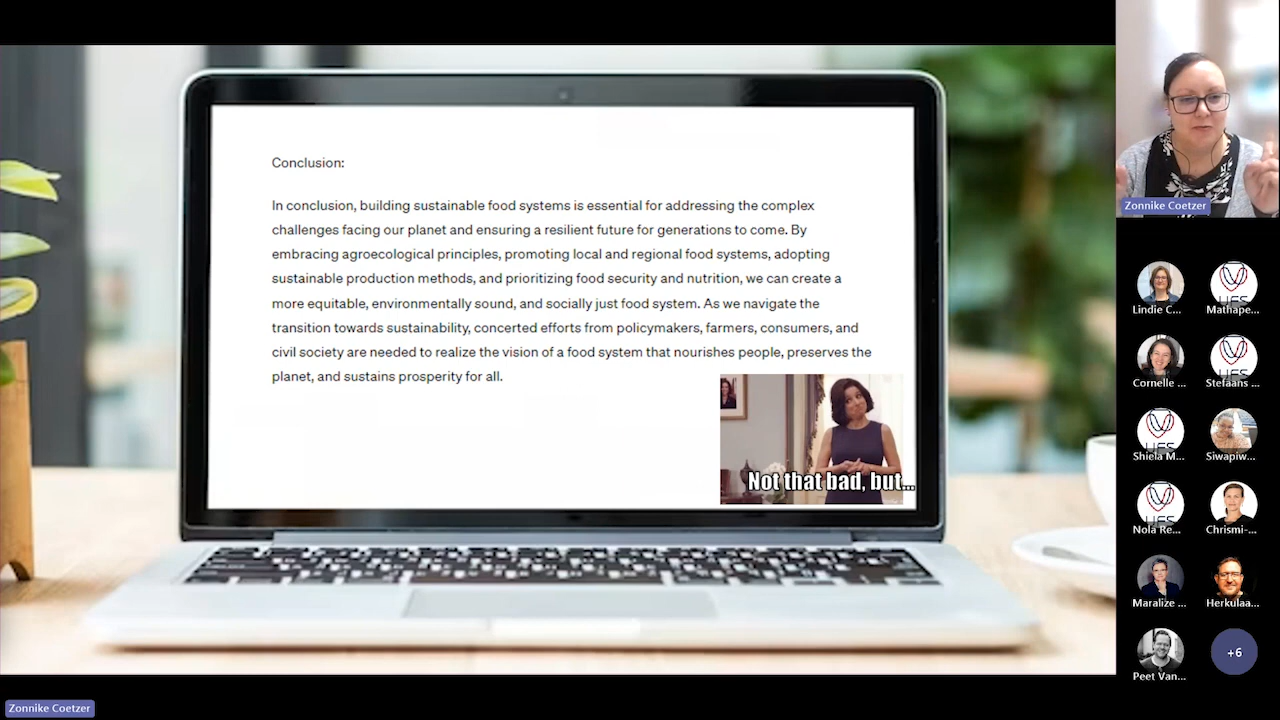 Conclusion:
In conclusion, building sustainable food systems is essential for addressing the complex
challenges facing our planet and ensuring a resilient future for generations to come. By
embracing agroecological principles, promoting local and regional food systems, adopting
sustainable production methods, and prioritizing food security and nutrition, we can create a
more equitable, environmentally sound, and socially just food system. As we navigate the
transition towards sustainability, concerted efforts from policymakers, farmers, consumers, and
civil society are needed to realize the vision of a food system that nourishes people, preserves the
planet, and sustains prosperity for all.
Not that bad, but...
Zonnike Coetzer
Lindie C...
Mathape...
Cornelle ...
Stefaans ...
Shiela M...
Siwapiw...
Nola Re...
Chrismi-...
Maralize ...
Herkulaa...
Peet Van...
+6
Zonnike Coetzer